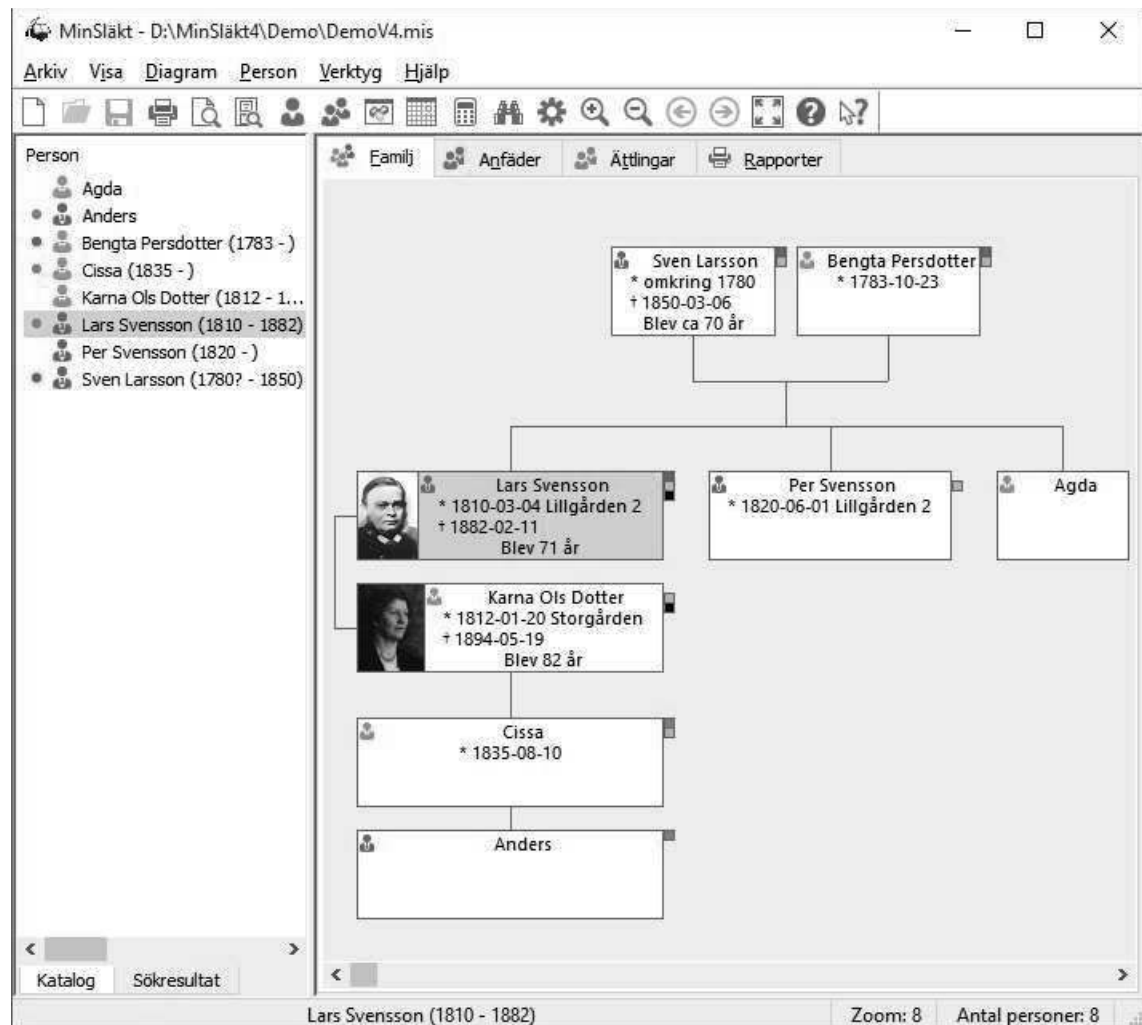 MinSläkt - D:\MinSläkt4\Demo\DemoV4.mis
Arkiv Visa Diagram Person Verktyg Hjälp
Person
Agda
Anders
Bengta Persdotter (1783 - )
Cissa (1835 - )
Karna Ols Dotter (1812 - 1...
Lars Svensson (1810 - 1882)
Per Svensson (1820 - )
Sven Larsson (1780? - 1850)
Katalog Sökresultat
Familj Anfäder Ättlingar Rapporter
Sven Larsson
* omkring 1780
† 1850-03-06
Blev ca 70 år
Bengta Persdotter
* 1783-10-23
Lars Svensson
* 1810-03-04 Lillgården 2
† 1882-02-11
Blev 71 år
Per Svensson
* 1820-06-01 Lillgården 2
Agda
Karna Ols Dotter
* 1812-01-20 Storgården
† 1894-05-19
Blev 82 år
Cissa
* 1835-08-10
Anders
Lars Svensson (1810 - 1882) Zoom: 8 Antal personer: 8